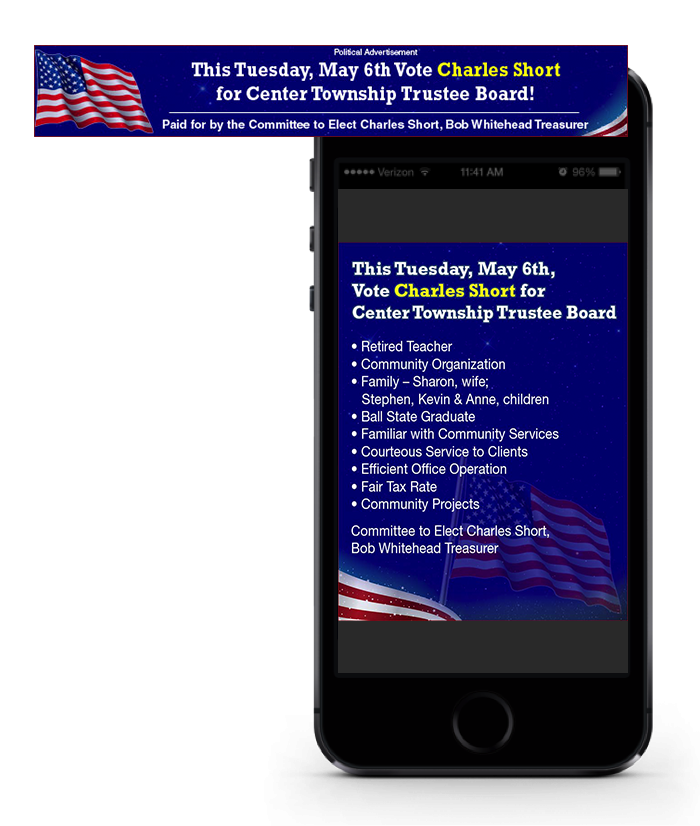 Political Advertisement
This Tuesday, May 6th Vote Charles Short
for Center Township Trustee Board!
Paid for by the Committee to Elect Charles Short, Bob Whitehead Treasurer
Verizon 11:41 AM 96%
This Tuesday, May 6th,
Vote Charles Short for
Center Township Trustee Board
• Retired Teacher
• Community Organization
• Family – Sharon, wife;
Stephen, Kevin & Anne, children
• Ball State Graduate
• Familiar with Community Services
• Courteous Service to Clients
• Efficient Office Operation
• Fair Tax Rate
• Community Projects
Committee to Elect Charles Short,
Bob Whitehead Treasurer